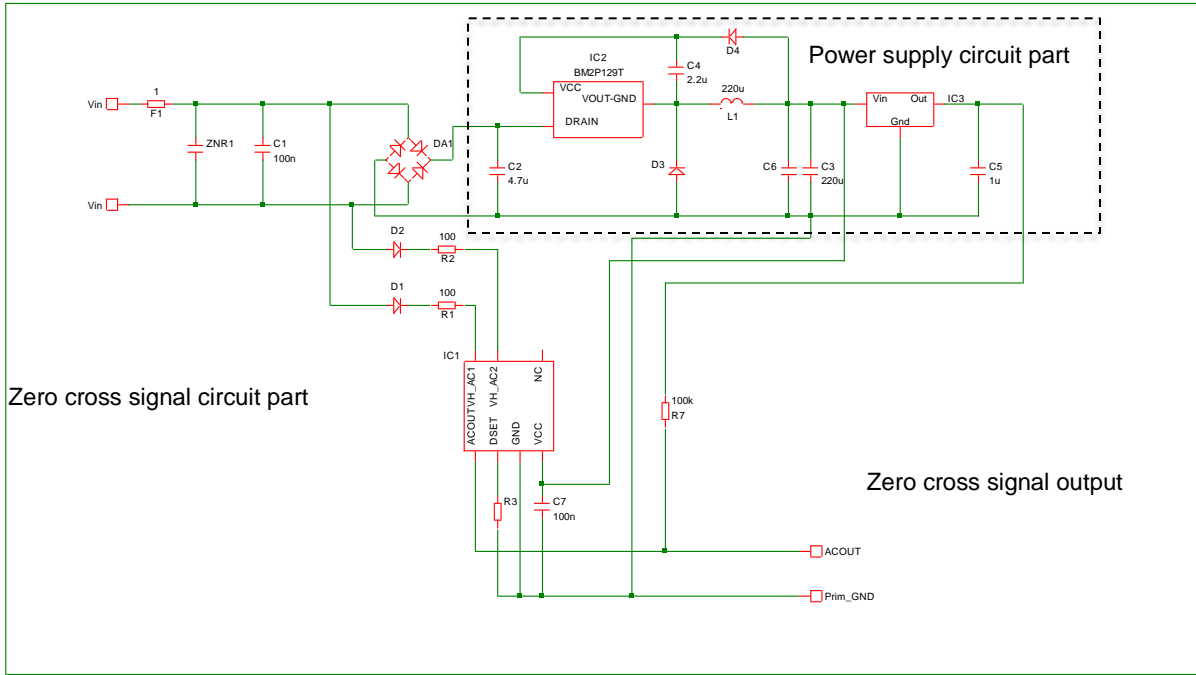 Power supply circuit part
D4
IC2
BM2P129T
C4
2.2u
VCC
VOUT-GND
DRAIN
220u
L1
Vin
Out
Gnd
IC3
Vin
1
F1
ZNR1
C1
100n
DA1
C2
4.7u
D3
C6
C3
220u
C5
1u
Vin
D2
100
R2
D1
100
R1
IC1
VH_AC1
VH_AC2
NC
ACOUT
DSET
GND
VCC
Zero cross signal circuit part
100k
R7
R3
C7
100n
Zero cross signal output
ACOUT
Prim_GND